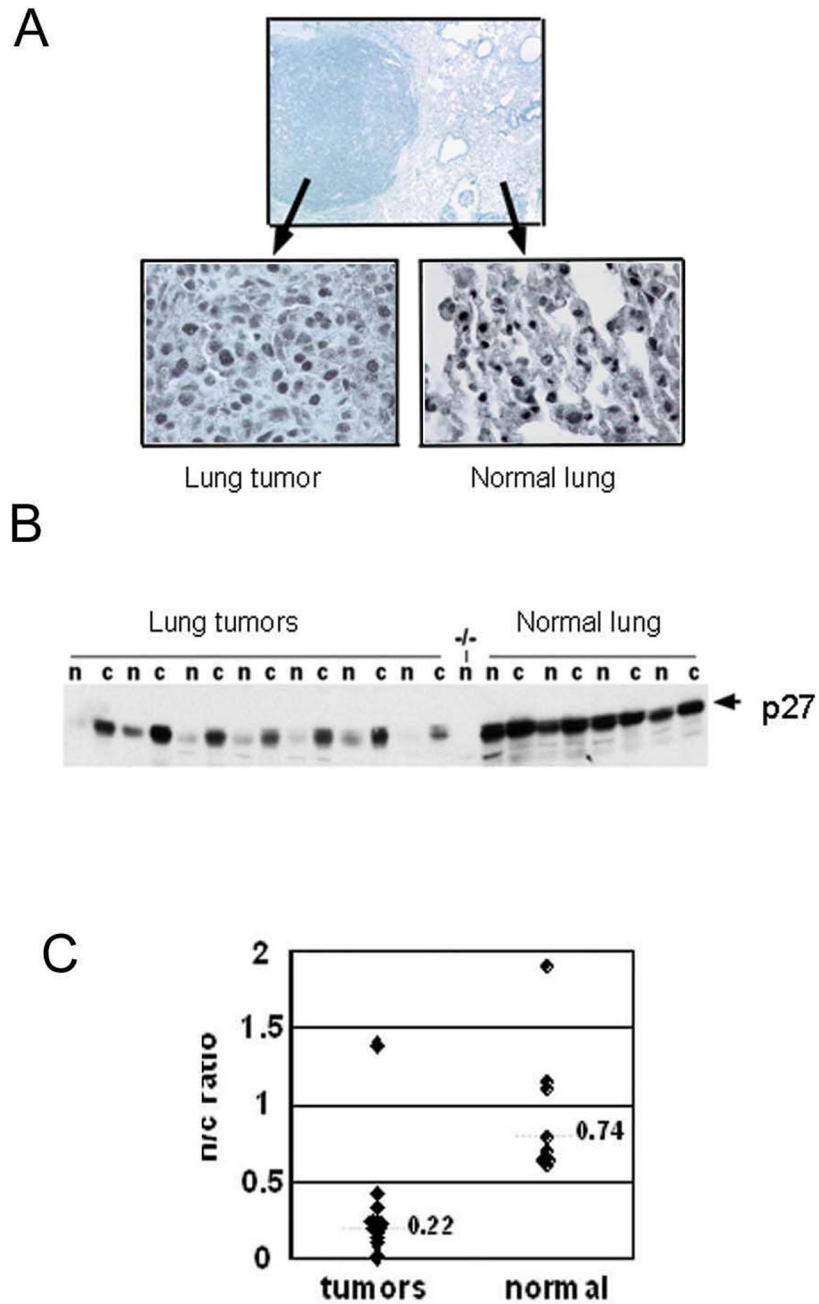 A
Lung tumor
Normal lung
B
Lung tumors
-/-
Normal lung
n c n c n c n c n c n c n c n n c n c n c n c
p27
C
n/c ratio
2
1.5
1
0.5
0
0.74
0.22
tumors
normal